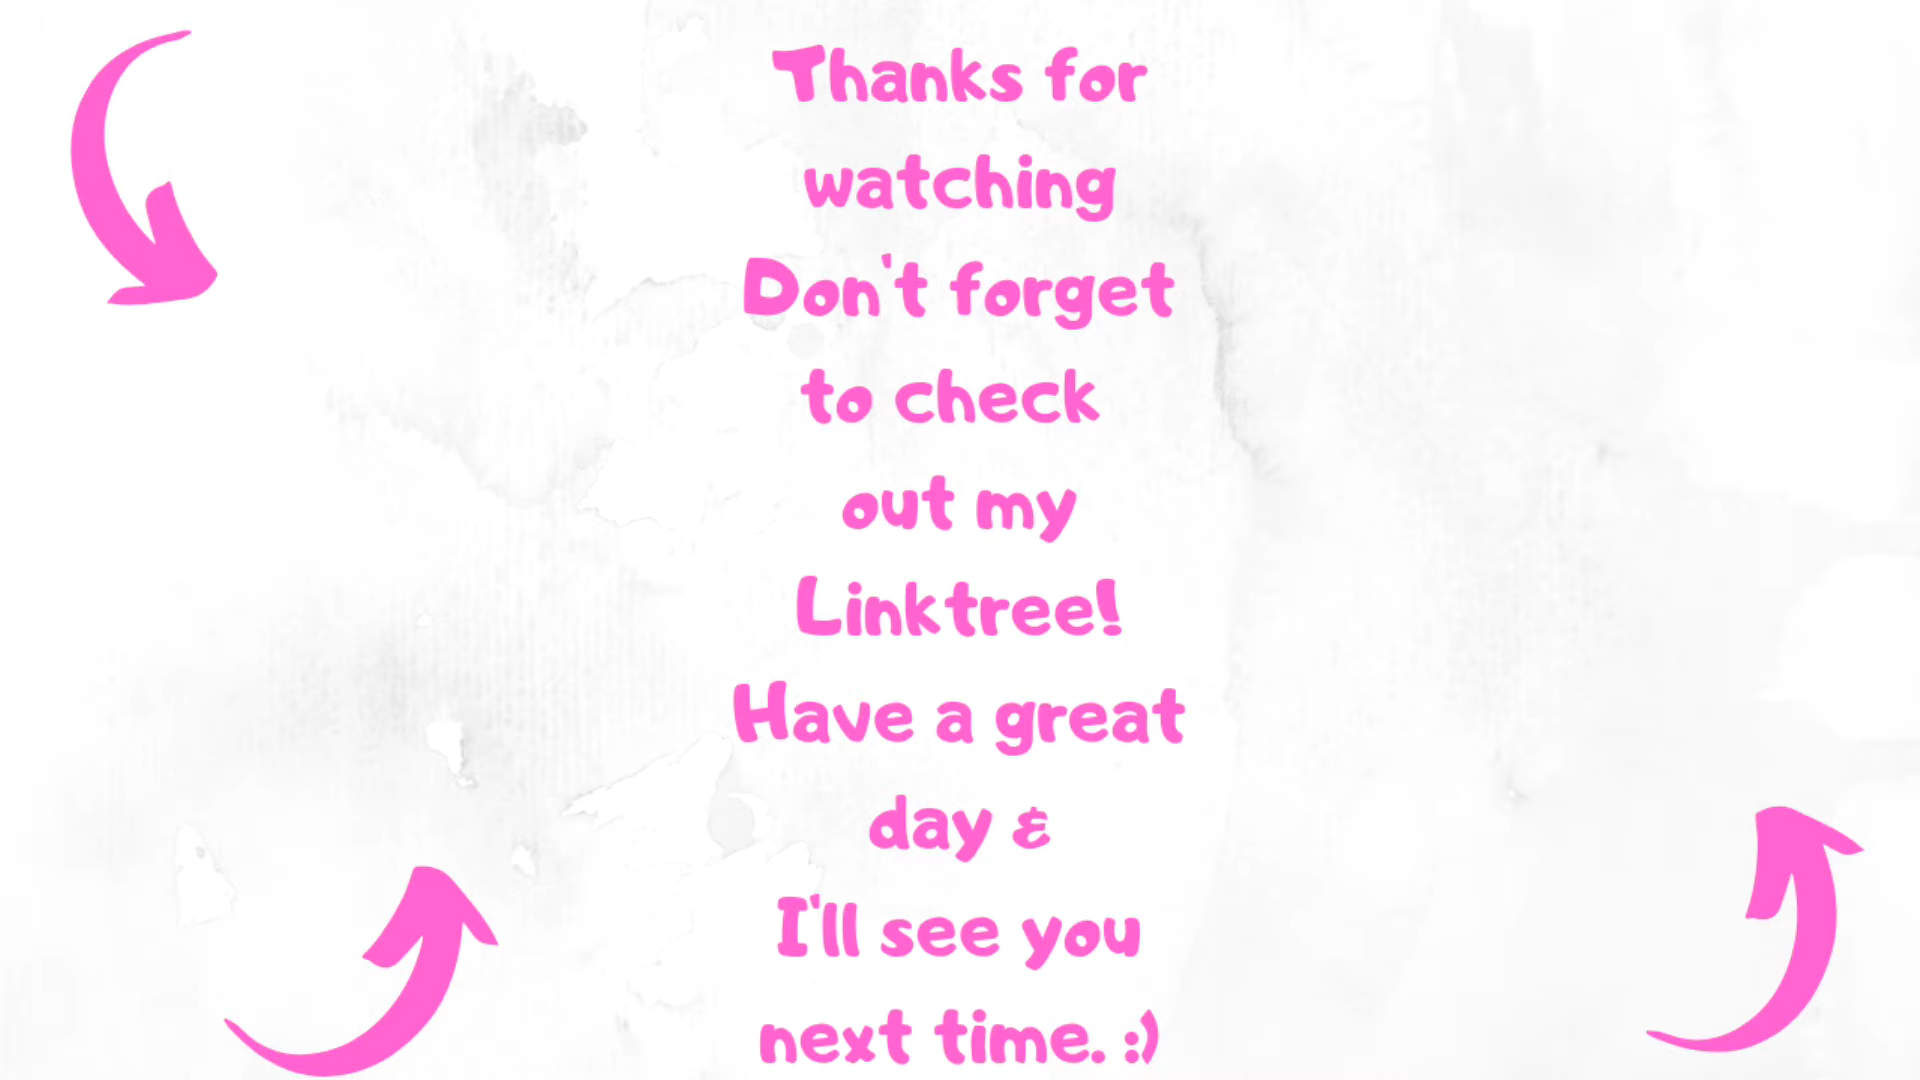 Thanks for
watching
Don't forget
to check
out my
Linktree!
Have a great
day &
I'll see you
next time. :)